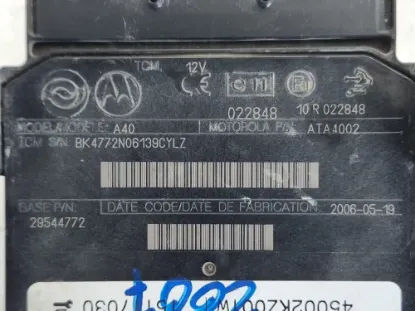 TCM 12V
C 11
022848 10 R 022848
MODEL/MODELE: A40 MOTOROLA P/N: ATA4002
TCM S/N: BK4772N06139CYLZ
BASE P/N: DATE CODE/DATE DE FABRICATION: 2006-05-19
28544772